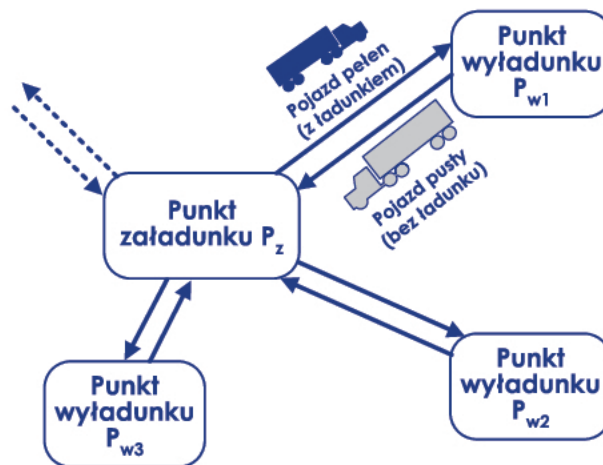 Pojazd pełen
(z ładunkiem)
Punkt
wyładunku
Pw1
Pojazd pusty
(bez ładunku)
Punkt
załadunku Pz
Punkt
wyładunku
Pw3
Punkt
wyładunku
Pw2